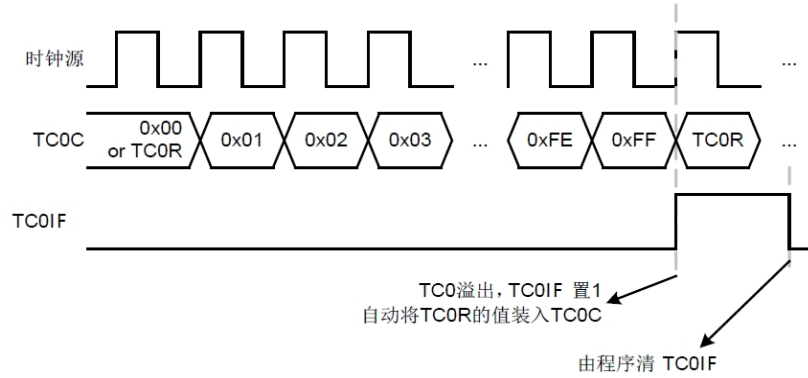 时钟源 ... ...
TC0C 0x00 or TC0R 0x01 0x02 0x03 ... 0xFE 0xFF TC0R ...
TC0IF
TC0溢出，TC0IF 置1
自动将TC0R的值装入TC0C
由程序清 TC0IF